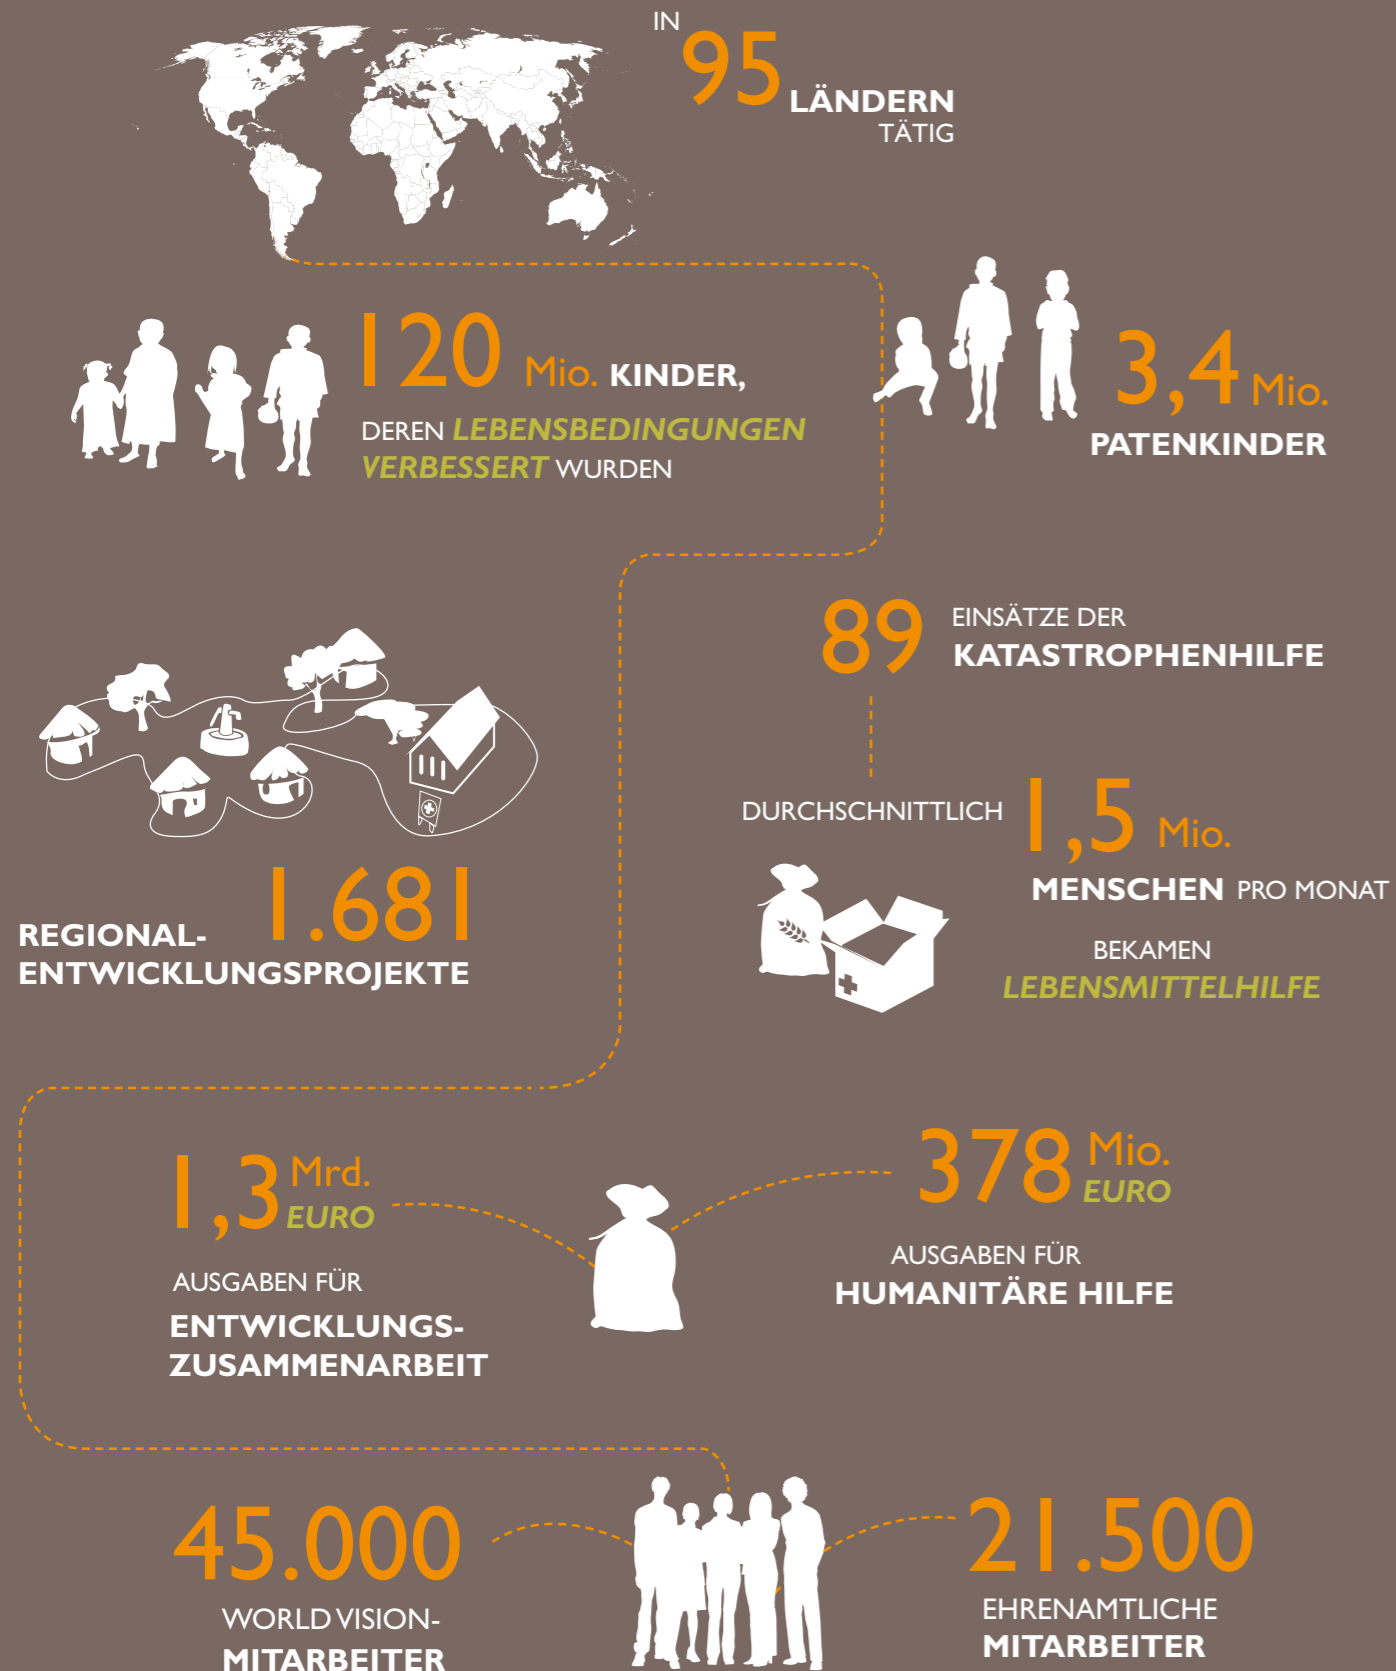 IN
95
LÄNDERN
TÄTIG
120 Mio. KINDER,
DEREN LEBENSBEDINGUNGEN
VERBESSERT WURDEN
3,4 Mio.
PATENKINDER
89
EINSÄTZE DER
KATASTROPHENHILFE
DURCHSCHNITTLICH 1,5 Mio.
MENSCHEN PRO MONAT
BEKAMEN
LEBENSMITTELHILFE
1.681
REGIONAL-
ENTWICKLUNGSPROJEKTE
1,3 Mrd.
EURO
AUSGABEN FÜR
ENTWICKLUNGS-
ZUSAMMENARBEIT
378 Mio.
EURO
AUSGABEN FÜR
HUMANITÄRE HILFE
45.000
WORLD VISION-
MITARBEITER
21.500
EHRENAMTLICHE
MITARBEITER